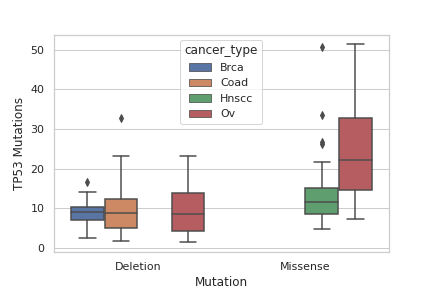 50
40
30
20
10
0
TP53 Mutations
cancer_type
Brca
Coad
Hnscc
Ov
Deletion
Missense
Mutation